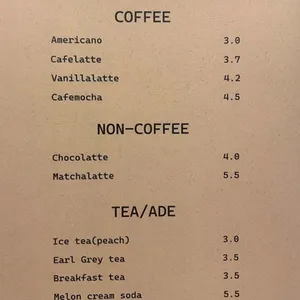 COFFEE
Americano 3.0
Cafelatte 3.7
Vanillalatte 4.2
Cafemocha 4.5
NON-COFFEE
Chocolatte 4.0
Matchalatte 5.5
TEA/ADE
Ice tea(peach) 3.0
Earl Grey tea 3.5
Breakfast tea 3.5
Melon cream soda 5.5